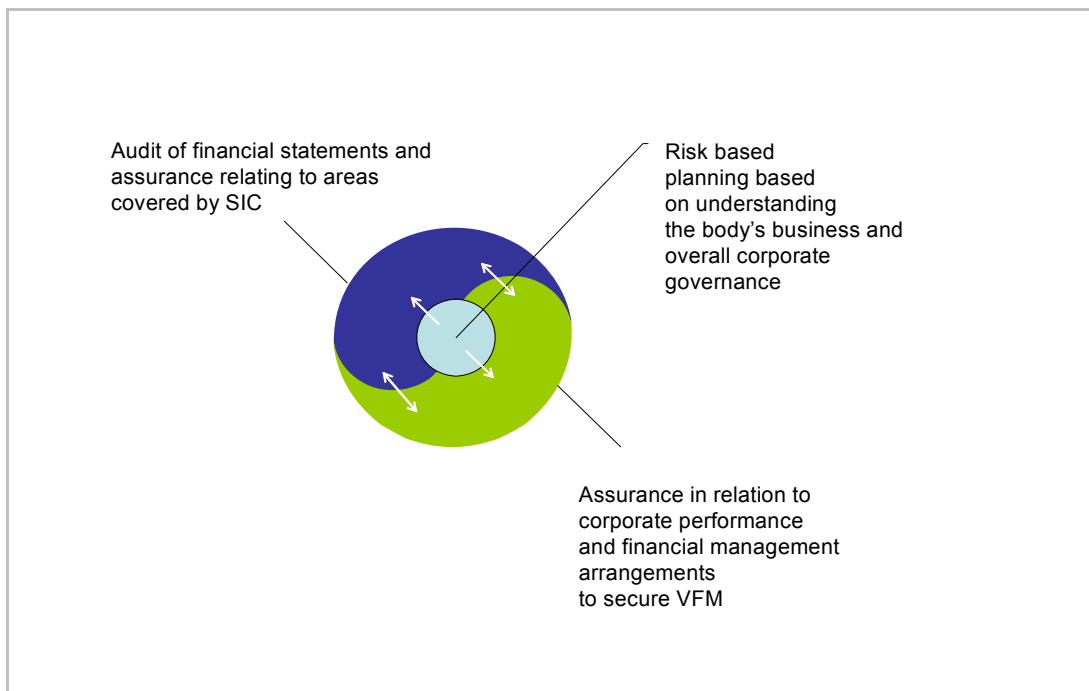 Audit of financial statements and
assurance relating to areas
covered by SIC
Risk based
planning based
on understanding
the body's business and
overall corporate
governance
Assurance in relation to
corporate performance
and financial management
arrangements
to secure VFM